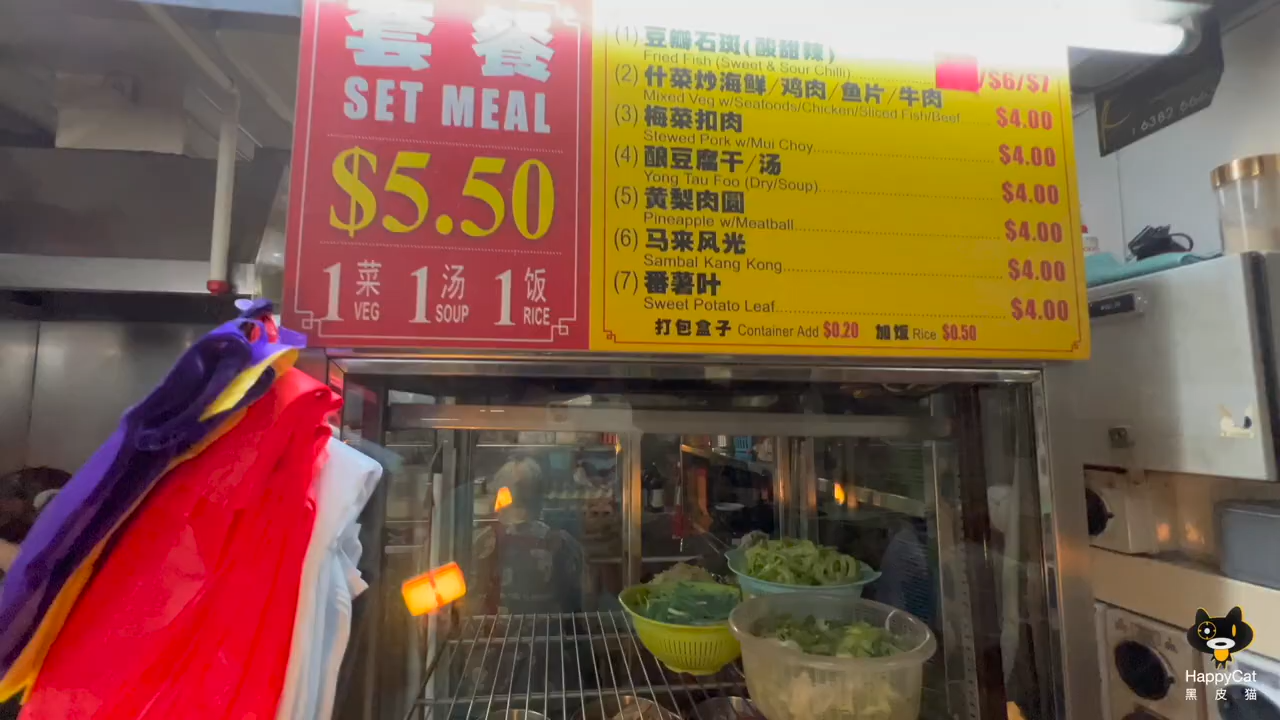 套餐
SET MEAL
$5.50
1 菜 VEG 1 汤 SOUP 1 饭 RICE
(1) 豆瓣石斑(酸甜辣)
Fried Fish (Sweet & Sour Chilli) /$6/$7
(2) 什菜炒海鲜/鸡肉/鱼片/牛肉
Mixed Veg w/Seafoods/Chicken/Sliced Fish/Beef $4.00
(3) 梅菜扣肉
Stewed Pork w/Mui Choy $4.00
(4) 酿豆腐干/汤
Yong Tau Foo (Dry/Soup) $4.00
(5) 黄梨肉圆
Pineapple w/Meatball $4.00
(6) 马来风光
Sambal Kang Kong $4.00
(7) 番薯叶
Sweet Potato Leaf $4.00
打包盒子 Container Add $0.20 加饭 Rice $0.50
HappyCat
黑皮猫